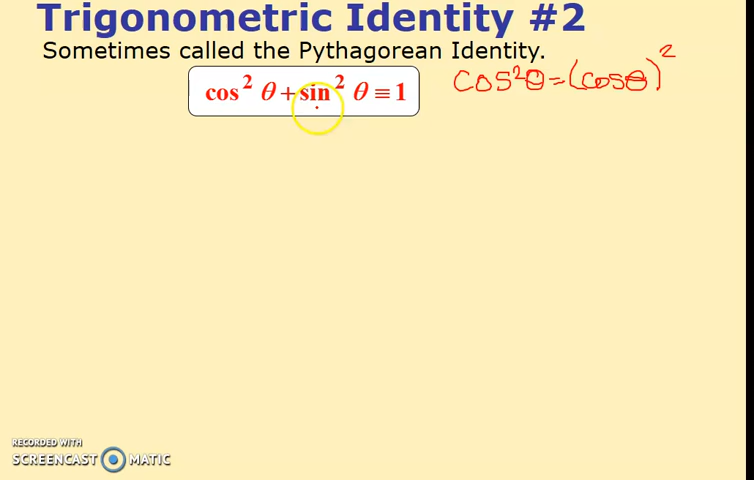 Trigonometric Identity #2
Sometimes called the Pythagorean Identity.
cos² θ + sin² θ ≡ 1
cos²θ = (cosθ)²
RECORDED WITH
SCREENCAST MATIC